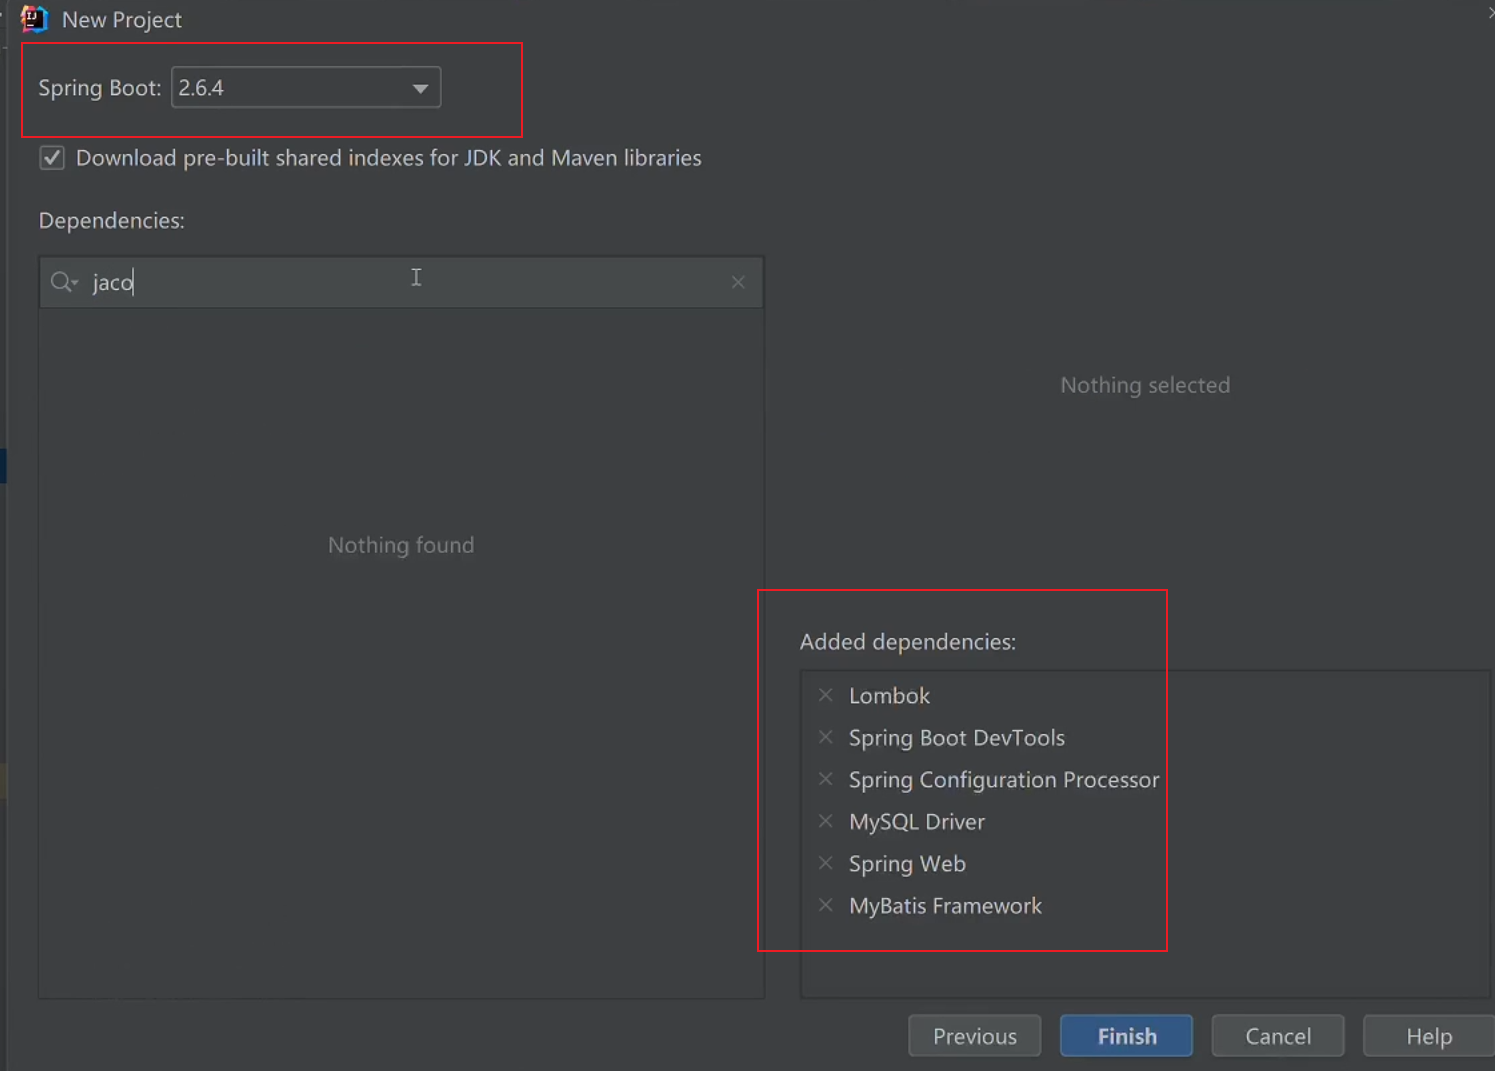 New Project
Spring Boot: 2.6.4
Download pre-built shared indexes for JDK and Maven libraries
Dependencies:
jaco
Nothing selected
Nothing found
Added dependencies:
Lombok
Spring Boot DevTools
Spring Configuration Processor
MySQL Driver
Spring Web
MyBatis Framework
Previous Finish Cancel Help